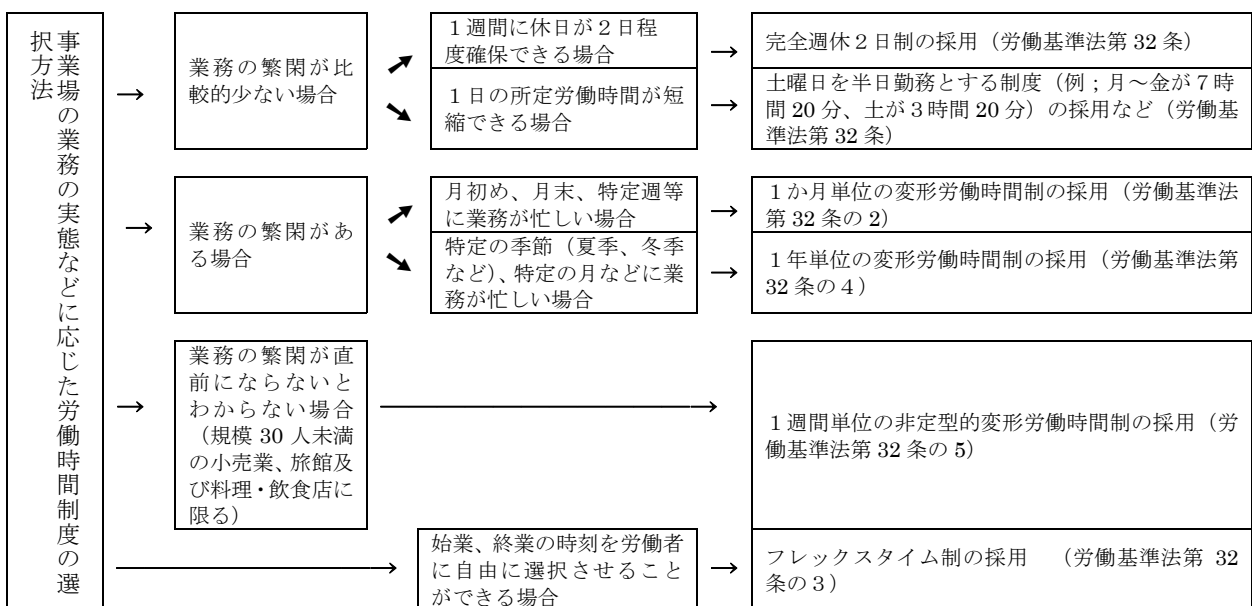 事業場の業務の実態などに応じた労働時間制度の選
択方法
→
業務の繁閑が比
較的少ない場合
➚
１週間に休日が２日程
度確保できる場合
→
完全週休２日制の採用（労働基準法第 32 条）
➘
１日の所定労働時間が短
縮できる場合
→
土曜日を半日勤務とする制度（例；月～金が７時
間 20 分、土が３時間 20 分）の採用など（労働基
準法第 32 条）
→
業務の繁閑があ
る場合
➚
月初め、月末、特定週等
に業務が忙しい場合
→
１か月単位の変形労働時間制の採用（労働基準法
第 32 条の 2）
➘
特定の季節（夏季、冬季
など）、特定の月などに業
務が忙しい場合
→
１年単位の変形労働時間制の採用（労働基準法第
32 条の４）
→
業務の繁閑が直
前にならないと
わからない場合
（規模 30 人未満
の小売業、旅館及
び料理・飲食店に
限る）
→
１週間単位の非定型的変形労働時間制の採用（労
働基準法第 32 条の 5）
→
始業、終業の時刻を労働者
に自由に選択させること
ができる場合
→
フレックスタイム制の採用　（労働基準法第 32
条の３）